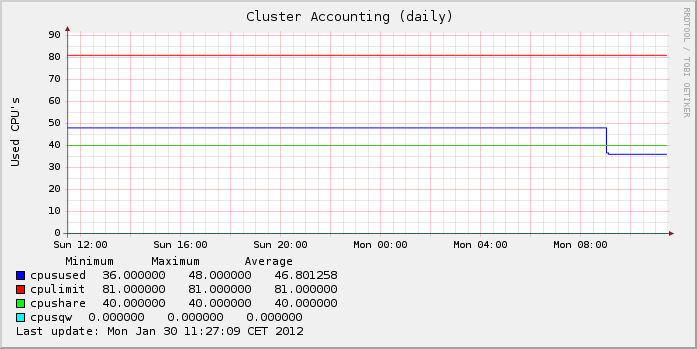 Cluster Accounting (daily)
RRDTOOL / TOBI OETIKER
Used CPU's
90
80
70
60
50
40
30
20
10
0
Sun 12:00 Sun 16:00 Sun 20:00 Mon 00:00 Mon 04:00 Mon 08:00
Minimum Maximum Average
cpusused 36.000000 48.000000 46.801258
cpulimit 81.000000 81.000000 81.000000
cpushare 40.000000 40.000000 40.000000
cpusqw 0.000000 0.000000 0.000000
Last update: Mon Jan 30 11:27:09 CET 2012